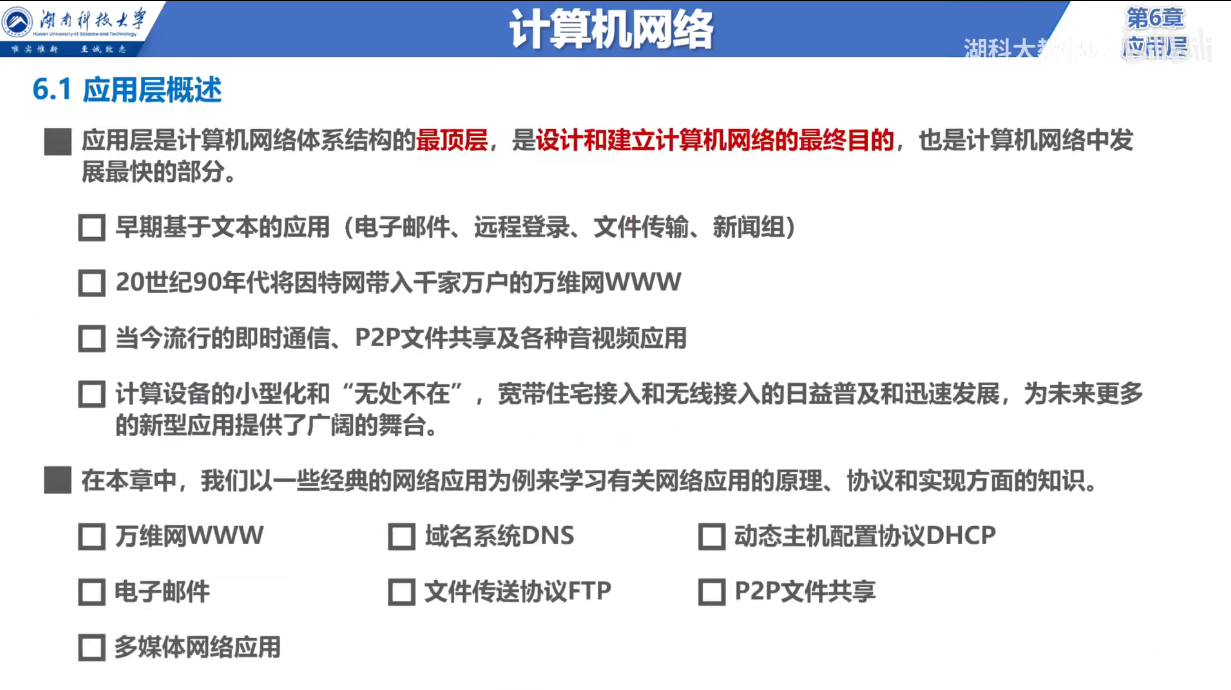 湖南科技大学
Hunan University of Science and Technology
唯实惟新 至诚致志
计算机网络
第6章
应用层
湖科大教
6.1 应用层概述
应用层是计算机网络体系结构的最顶层，是设计和建立计算机网络的最终目的，也是计算机网络中发
展最快的部分。
早期基于文本的应用（电子邮件、远程登录、文件传输、新闻组）
20世纪90年代将因特网带入千家万户的万维网WWW
当今流行的即时通信、P2P文件共享及各种音视频应用
计算设备的小型化和“无处不在”，宽带住宅接入和无线接入的日益普及和迅速发展，为未来更多
的新型应用提供了广阔的舞台。
在本章中，我们以一些经典的网络应用为例来学习有关网络应用的原理、协议和实现方面的知识。
万维网WWW 域名系统DNS 动态主机配置协议DHCP
电子邮件 文件传送协议FTP P2P文件共享
多媒体网络应用